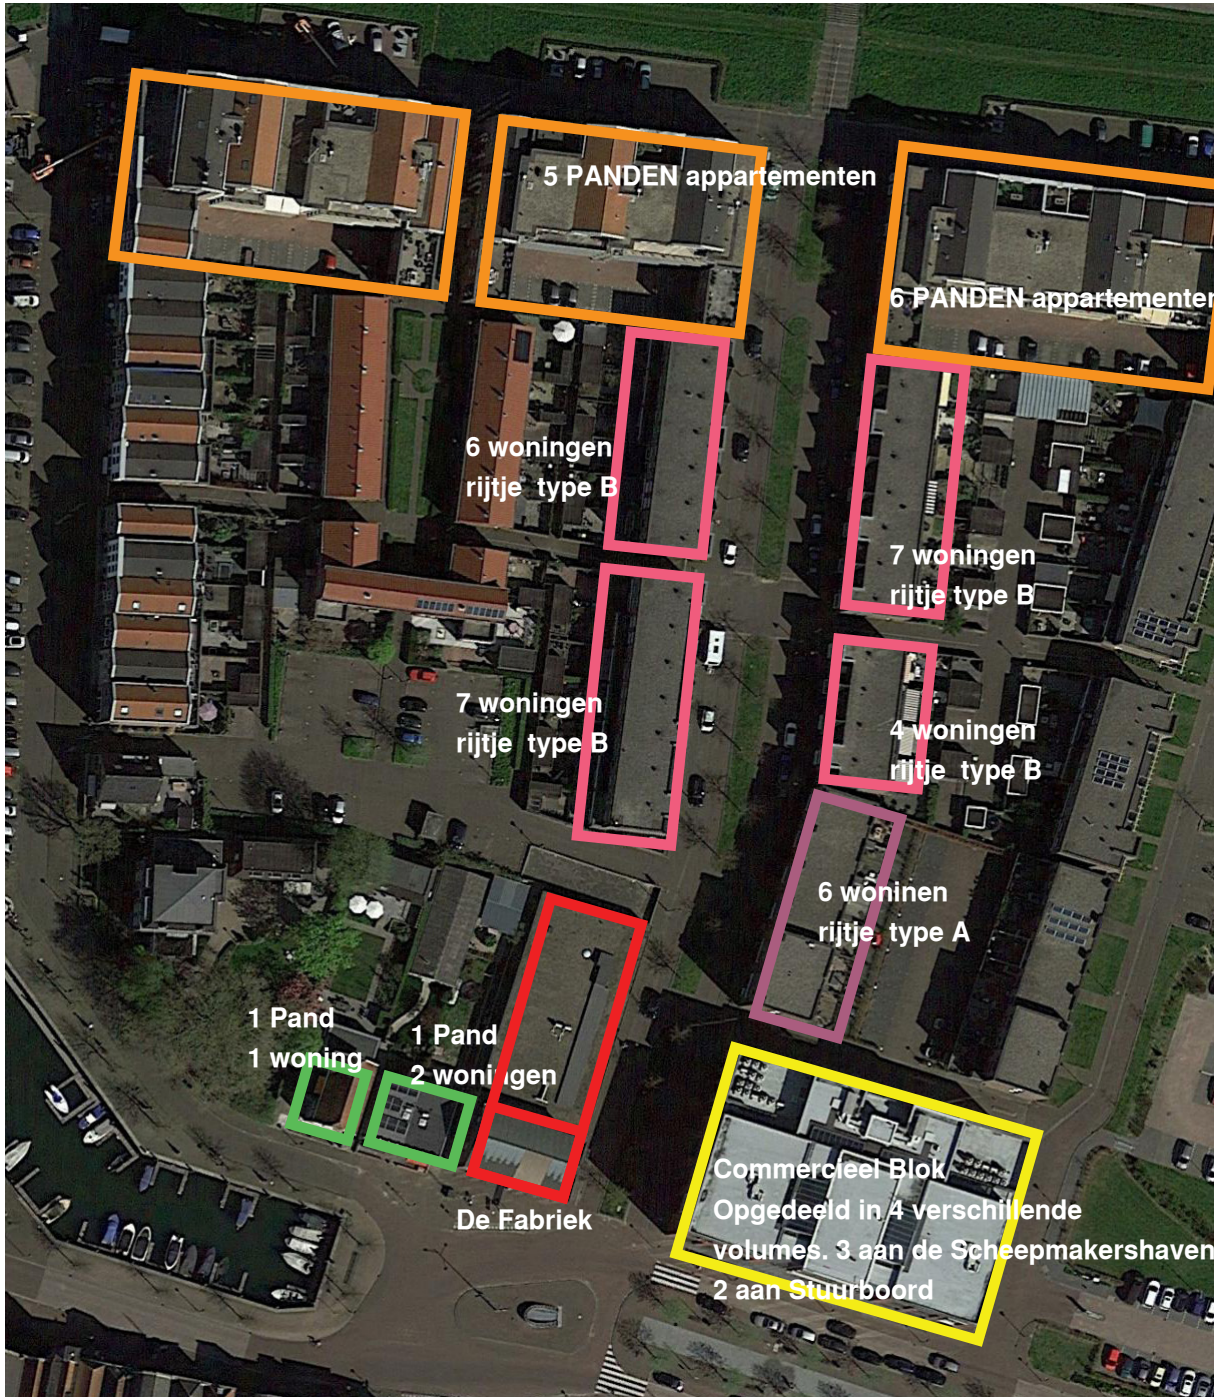 5 PANDEN appartementen
6 PANDEN appartementen
6 woningen
rijtje type B
7 woningen
rijtje type B
7 woningen
rijtje type B
4 woningen
rijtje type B
6 woninen
rijtje type A
1 Pand
1 woning
1 Pand
2 woningen
De Fabriek
Commercieel Blok
Opgedeeld in 4 verschillende
volumes. 3 aan de Scheepmakershaven
2 aan Stuurboord